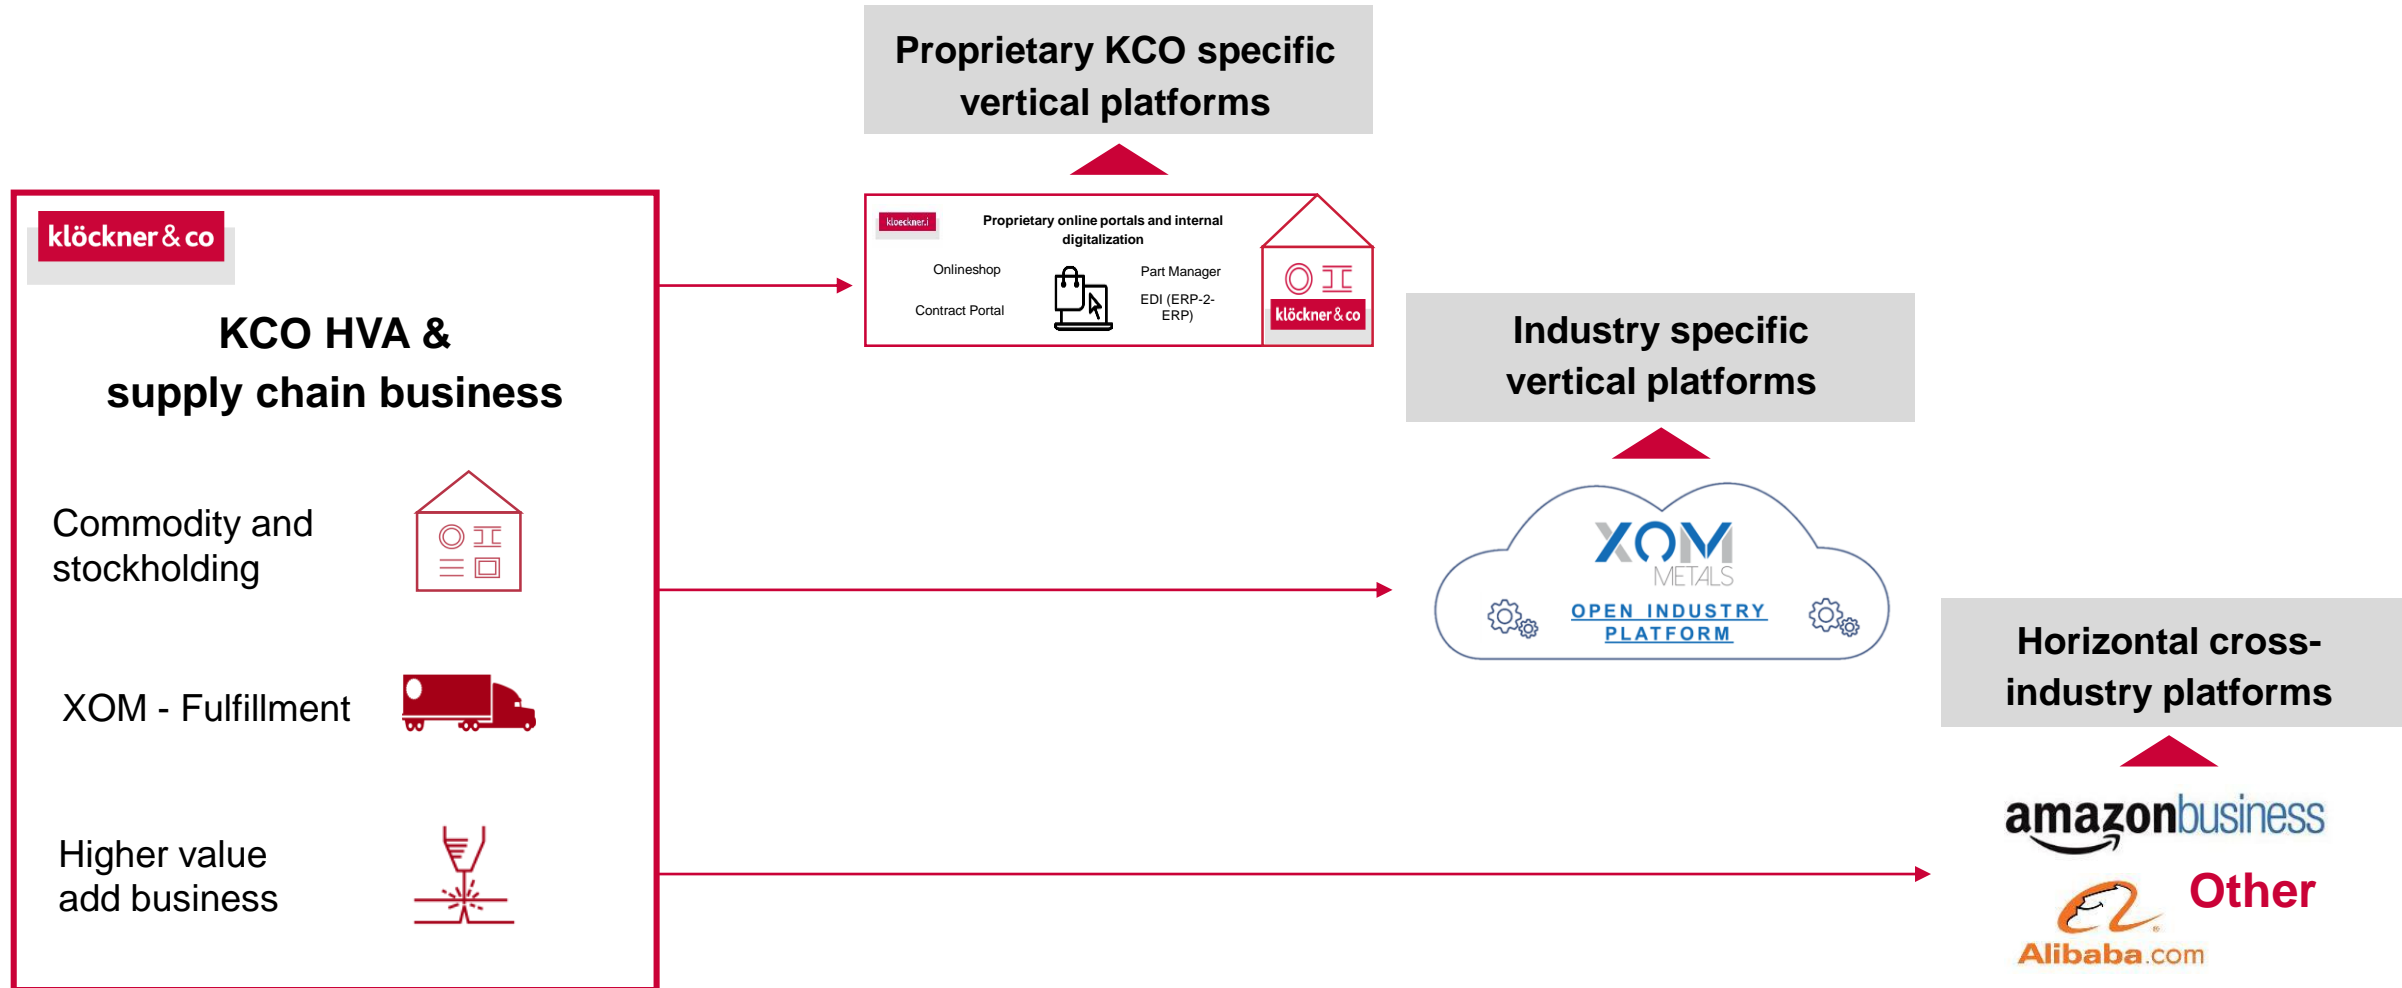 Proprietary KCO specific
vertical platforms
klöckner & co
KCO HVA &
supply chain business
Commodity and
stockholding
XOM - Fulfillment
Higher value
add business
kloeckner.i
Proprietary online portals and internal
digitalization
Onlineshop
Contract Portal
Part Manager
EDI (ERP-2-
ERP)
klöckner & co
Industry specific
vertical platforms
XOM
METALS
OPEN INDUSTRY
PLATFORM
Horizontal cross-
industry platforms
amazonbusiness
Other
Alibaba.com